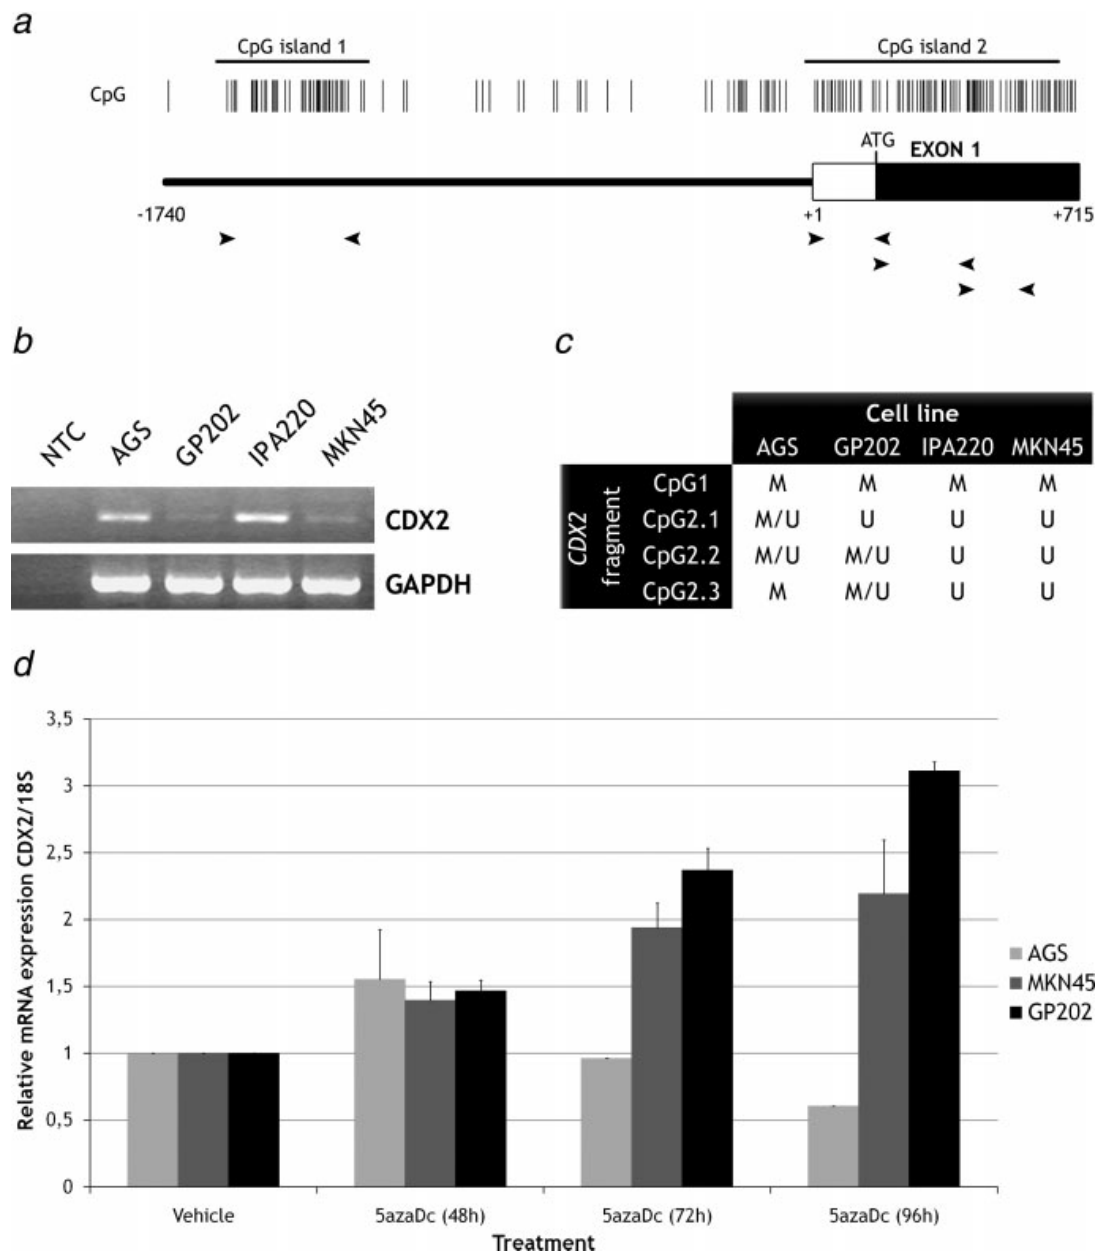 a
CpG island 1
CpG island 2
CpG
ATG
EXON 1
-1740
+1
+715
b
NTC
AGS
GP202
IPA220
MKN45
CDX2
GAPDH
c
Cell line
AGS GP202 IPA220 MKN45
CDX2
fragment
CpG1 M M M M
CpG2.1 M/U U U U
CpG2.2 M/U M/U U U
CpG2.3 M M/U U U
d
Relative mRNA expression CDX2/18S
3,5
3
2,5
2
1,5
1
0,5
0
AGS
MKN45
GP202
Vehicle
5azaDc (48h)
5azaDc (72h)
5azaDc (96h)
Treatment